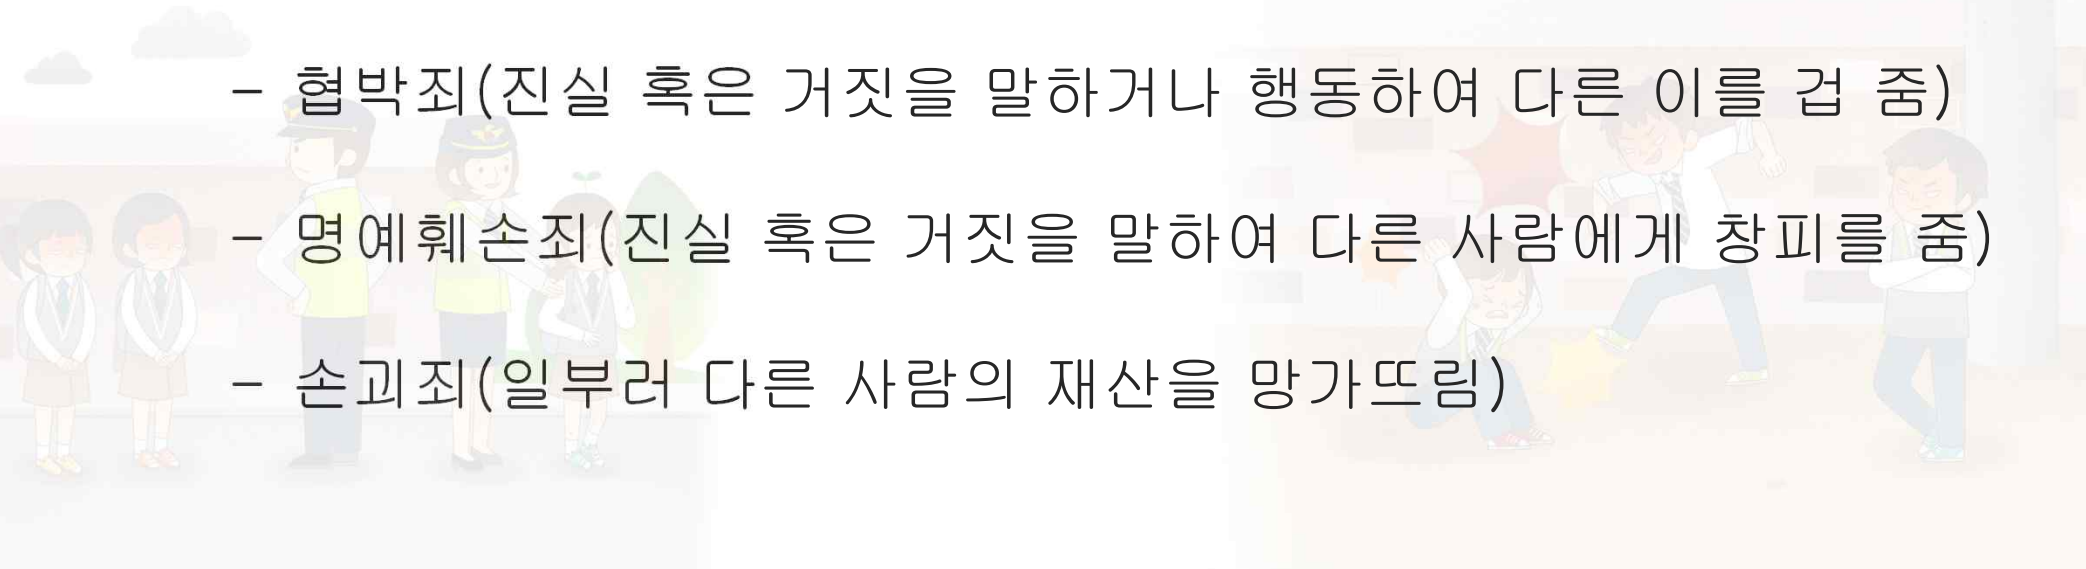 - 협박죄(진실 혹은 거짓을 말하거나 행동하여 다른 이를 겁 줌)
- 명예훼손죄(진실 혹은 거짓을 말하여 다른 사람에게 창피를 줌)
- 손괴죄(일부러 다른 사람의 재산을 망가뜨림)